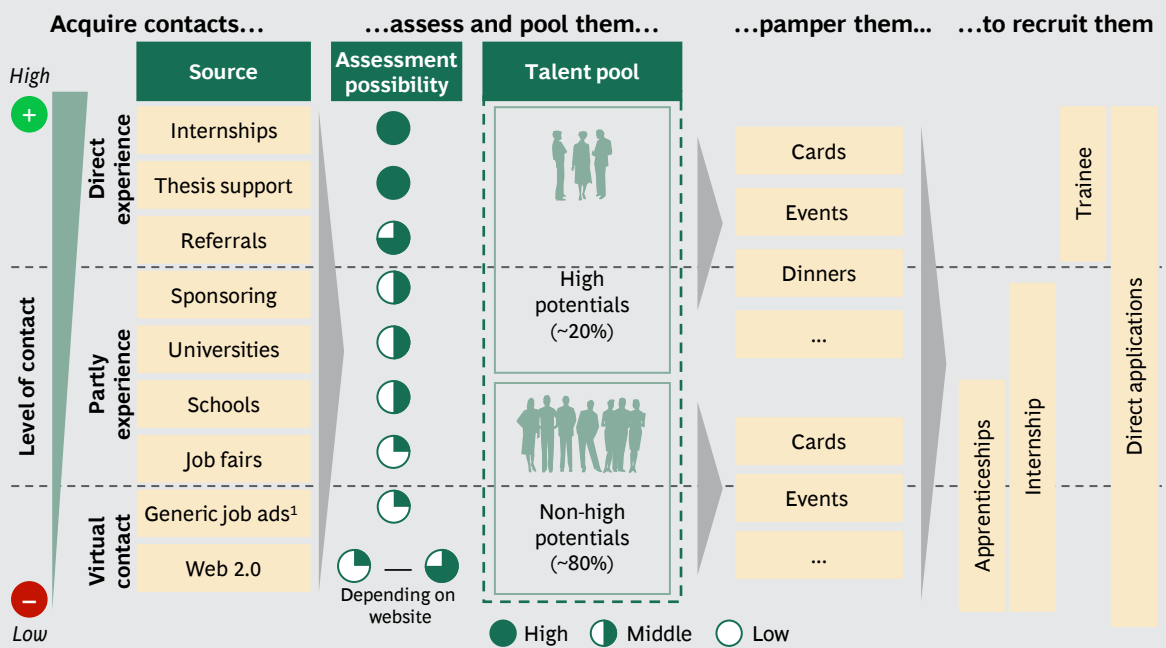 Acquire contacts…
…assess and pool them…
…pamper them…
…to recruit them
High
+
Level of contact
–
Low
Source
Assessment
possibility
Talent pool
Direct
experience
Internships
Thesis support
Referrals
Partly
experience
Sponsoring
Universities
Schools
Job fairs
Virtual
contact
Generic job ads¹
Web 2.0
—
Depending on
website
High
potentials
(~20%)
Non-high
potentials
(~80%)
Cards
Events
Dinners
...
Cards
Events
...
Apprenticeships
Internship
Trainee
Direct applications
High
Middle
Low